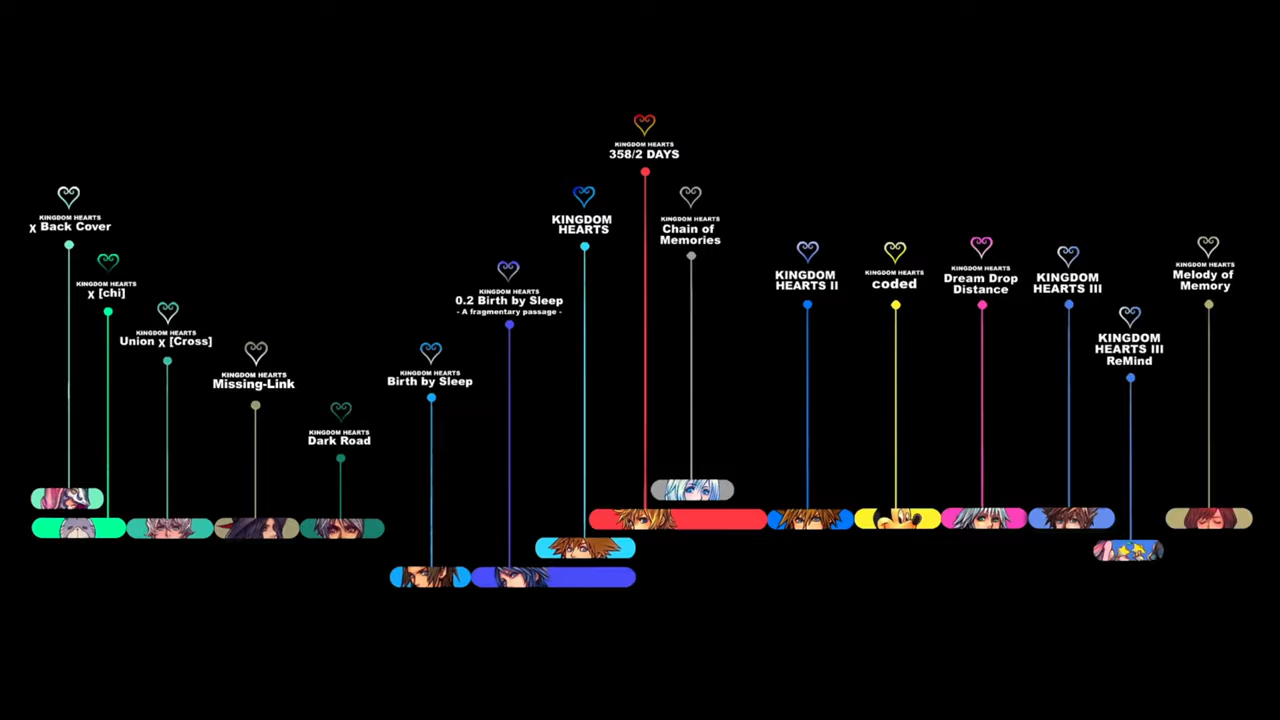 KINGDOM HEARTS
χ Back Cover
KINGDOM HEARTS
χ [chi]
KINGDOM HEARTS
Union χ [Cross]
KINGDOM HEARTS
Missing-Link
KINGDOM HEARTS
Dark Road
KINGDOM HEARTS
Birth by Sleep
KINGDOM HEARTS
0.2 Birth by Sleep
- A fragmentary passage -
KINGDOM
HEARTS
KINGDOM HEARTS
358/2 DAYS
KINGDOM HEARTS
Chain of
Memories
KINGDOM
HEARTS II
KINGDOM HEARTS
coded
KINGDOM HEARTS
Dream Drop
Distance
KINGDOM
HEARTS III
KINGDOM
HEARTS III
ReMind
KINGDOM HEARTS
Melody of
Memory